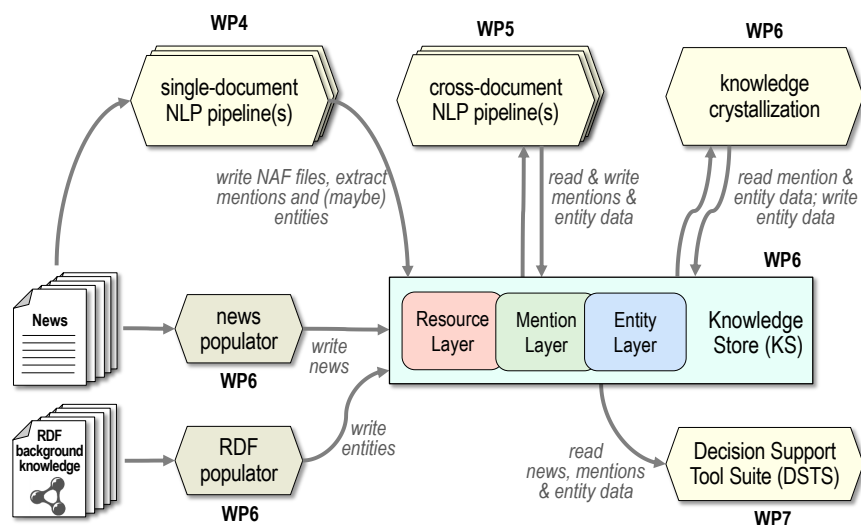 WP4
single-document
NLP pipeline(s)
WP5
cross-document
NLP pipeline(s)
WP6
knowledge
crystallization
write NAF files, extract
mentions and (maybe)
entities
read & write
mentions &
entity data
read mention &
entity data; write
entity data
WP6
News
news
populator
WP6
write
news
Resource
Layer
Mention
Layer
Entity
Layer
Knowledge
Store (KS)
RDF
background
knowledge
RDF
populator
WP6
write
entities
read
news, mentions
& entity data
Decision Support
Tool Suite (DSTS)
WP7